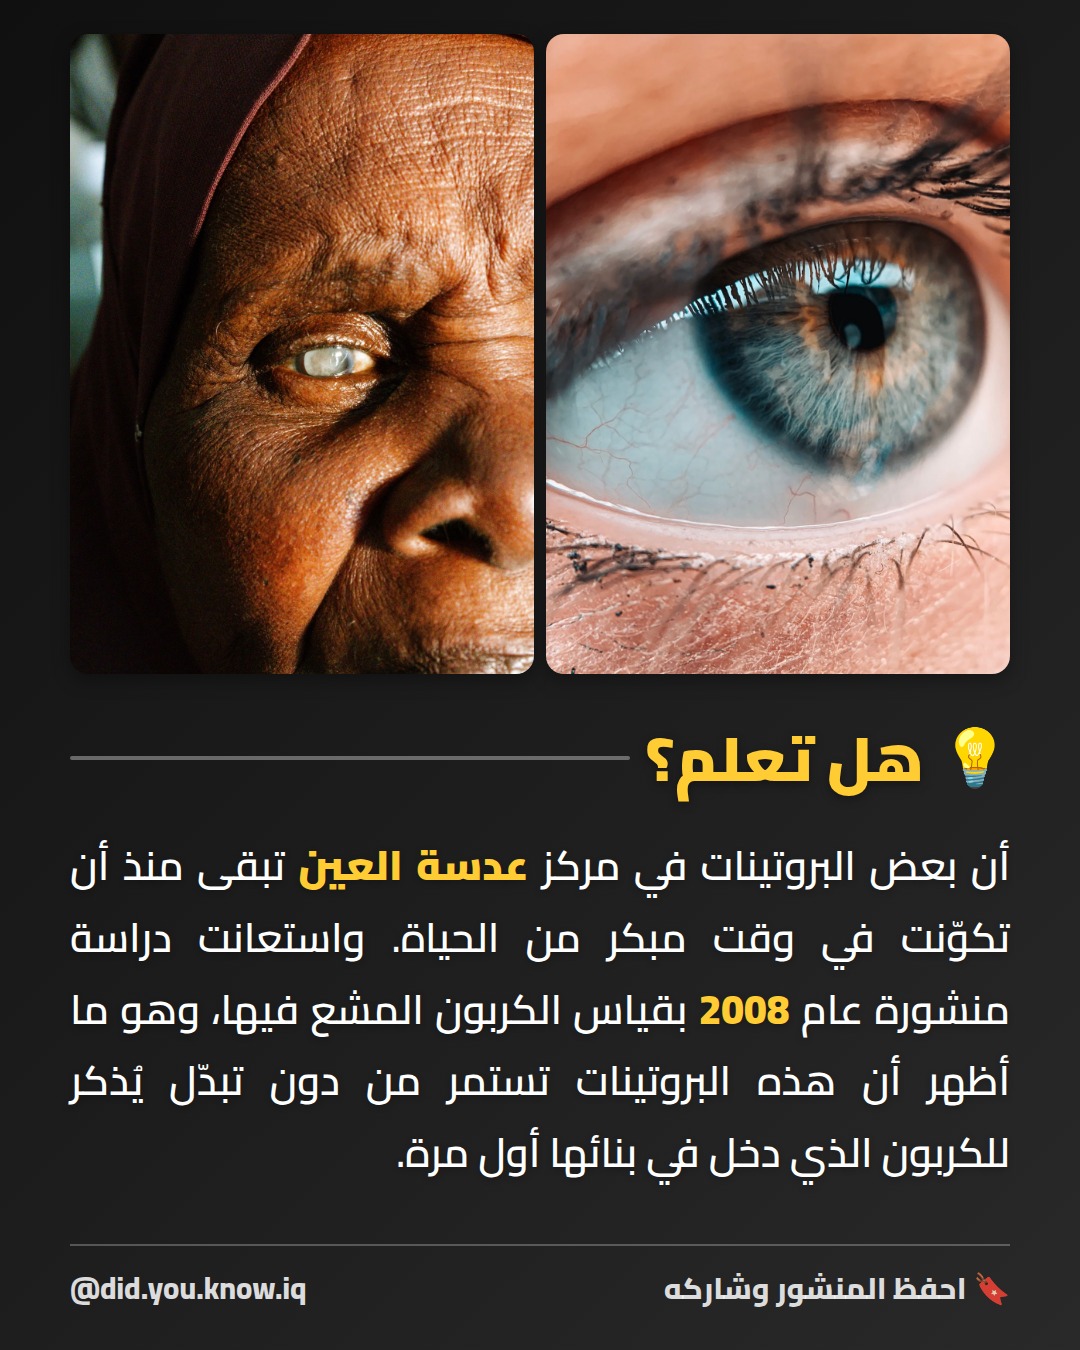 هل تعلم؟
أن بعض البروتينات في مركز عدسة العين تبقى منذ أن
تكوّنت في وقت مبكر من الحياة. واستعانت دراسة
منشورة عام 2008 بقياس الكربون المشع فيها، وهو ما
أظهر أن هذه البروتينات تستمر من دون تبدّل يُذكر
للكربون الذي دخل في بنائها أول مرة.
احفظ المنشور وشاركه
@did.you.know.iq